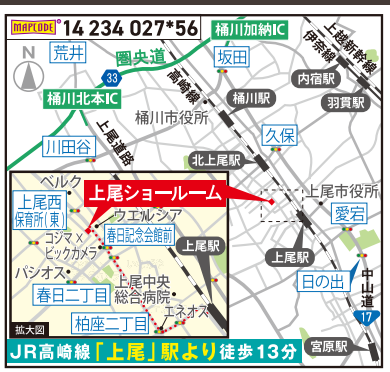 MAPCODE 14 234 027*56
桶川加納IC
荒井
圏央道
坂田
上越新幹線
伊奈線
N
33
高崎線
内宿駅
桶川北本IC
桶川駅
羽貫駅
桶川市役所
川田谷
上尾道路
久保
北上尾駅
ベルク
上尾ショールーム
上尾市役所
上尾西
保育所(東)
ウエルシア
愛宕
コジマ×
ビックカメラ
春日記念会館前
上尾駅
上尾駅
パシオス
上尾中央
総合病院
日の出
中山道
春日二丁目
エネオス
17
柏座二丁目
拡大図
宮原駅
JR高崎線「上尾」駅より徒歩13分